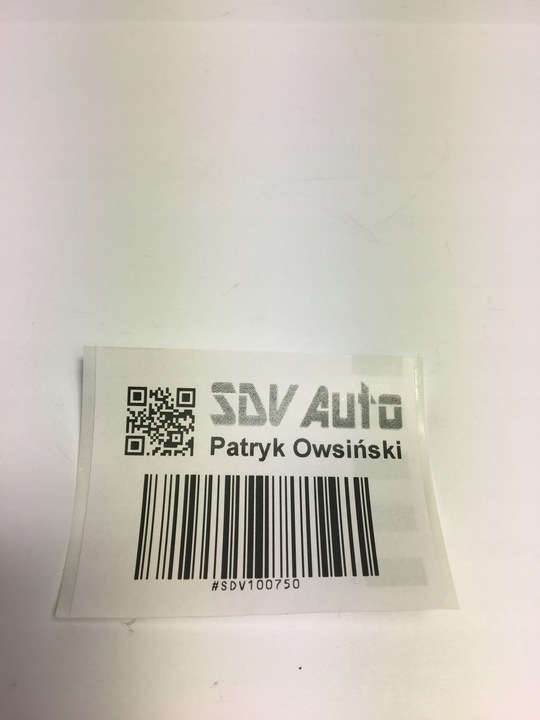 SDV Auto
Patryk Owsiński
#SDV100750